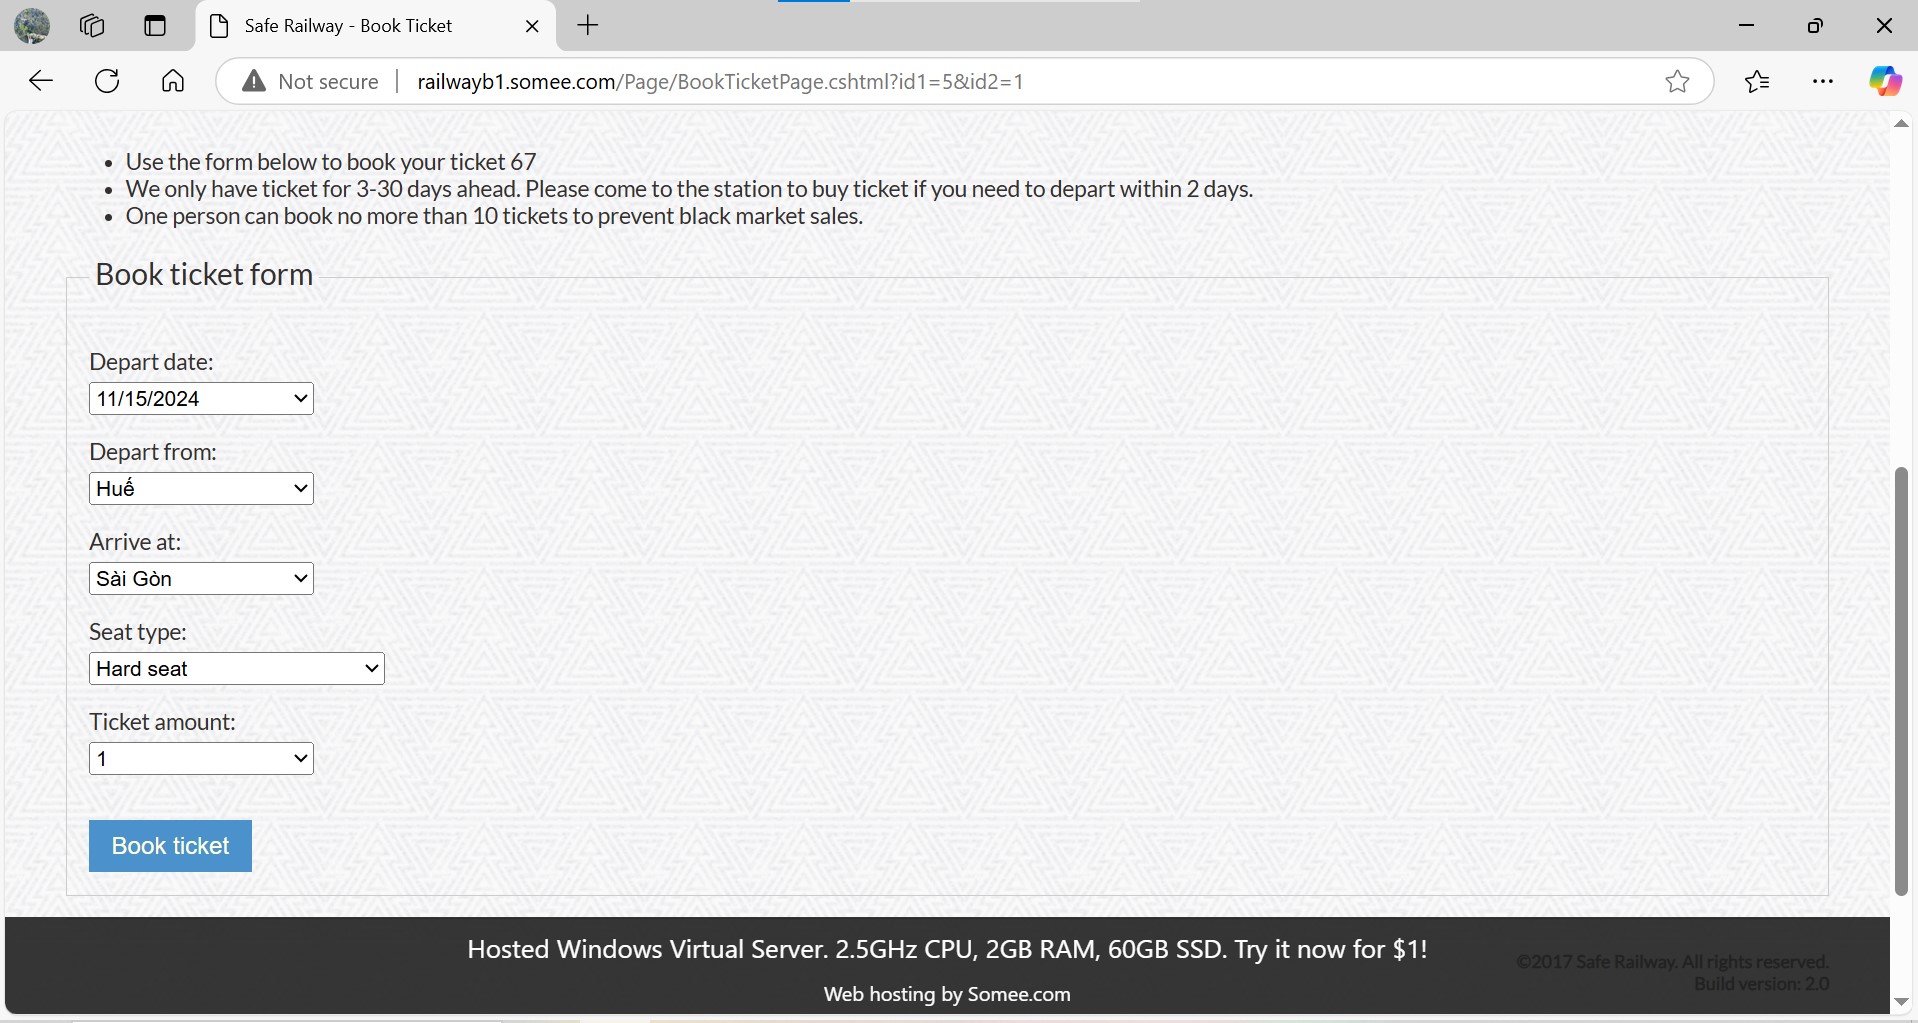 Safe Railway - Book Ticket
Not secure
railwayb1.somee.com/Page/BookTicketPage.cshtml?id1=5&id2=1
Use the form below to book your ticket 67
We only have ticket for 3-30 days ahead. Please come to the station to buy ticket if you need to depart within 2 days.
One person can book no more than 10 tickets to prevent black market sales.
Book ticket form
Depart date:
11/15/2024
Depart from:
Huế
Arrive at:
Sài Gòn
Seat type:
Hard seat
Ticket amount:
1
Book ticket
Hosted Windows Virtual Server. 2.5GHz CPU, 2GB RAM, 60GB SSD. Try it now for $1!
©2017 Safe Railway. All rights reserved.
Build version: 2.0
Web hosting by Somee.com